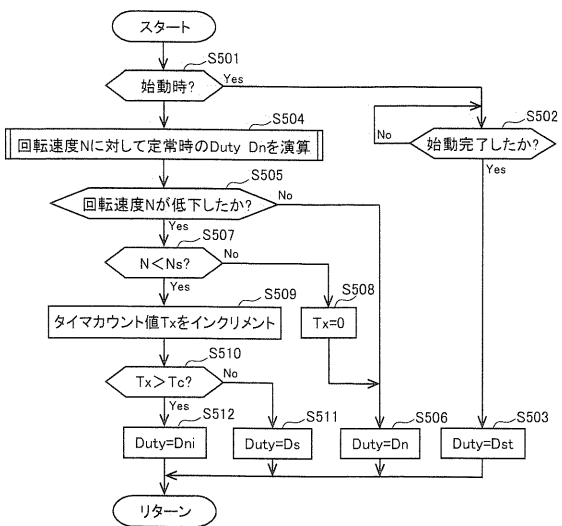 スタート
S501
始動時?
Yes
S504
回転速度Nに対して定常時のDuty Dnを演算
S502
No
始動完了したか?
Yes
S505
回転速度Nが低下したか?
No
Yes
S507
N<Ns?
No
Yes
S509
タイマカウント値Txをインクリメント
S508
Tx=0
S510
Tx>Tc?
No
Yes
S512
Duty=Dni
S511
Duty=Ds
S506
Duty=Dn
S503
Duty=Dst
リターン